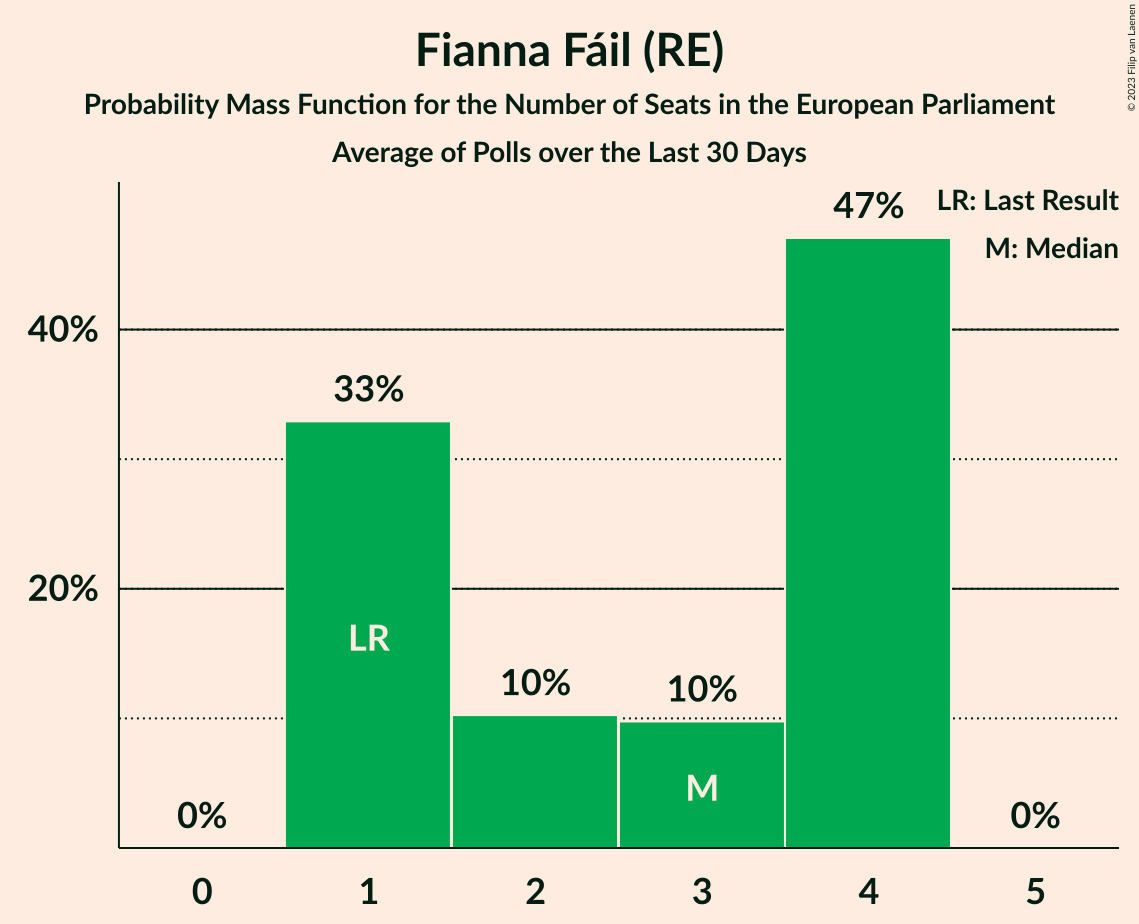 Fianna Fáil (RE)
Probability Mass Function for the Number of Seats in the European Parliament
Average of Polls over the Last 30 Days
© 2023 Filip van Laenen
LR: Last Result
M: Median
47%
40%
33%
20%
LR
10%
10%
M
0%
0%
0 1 2 3 4 5